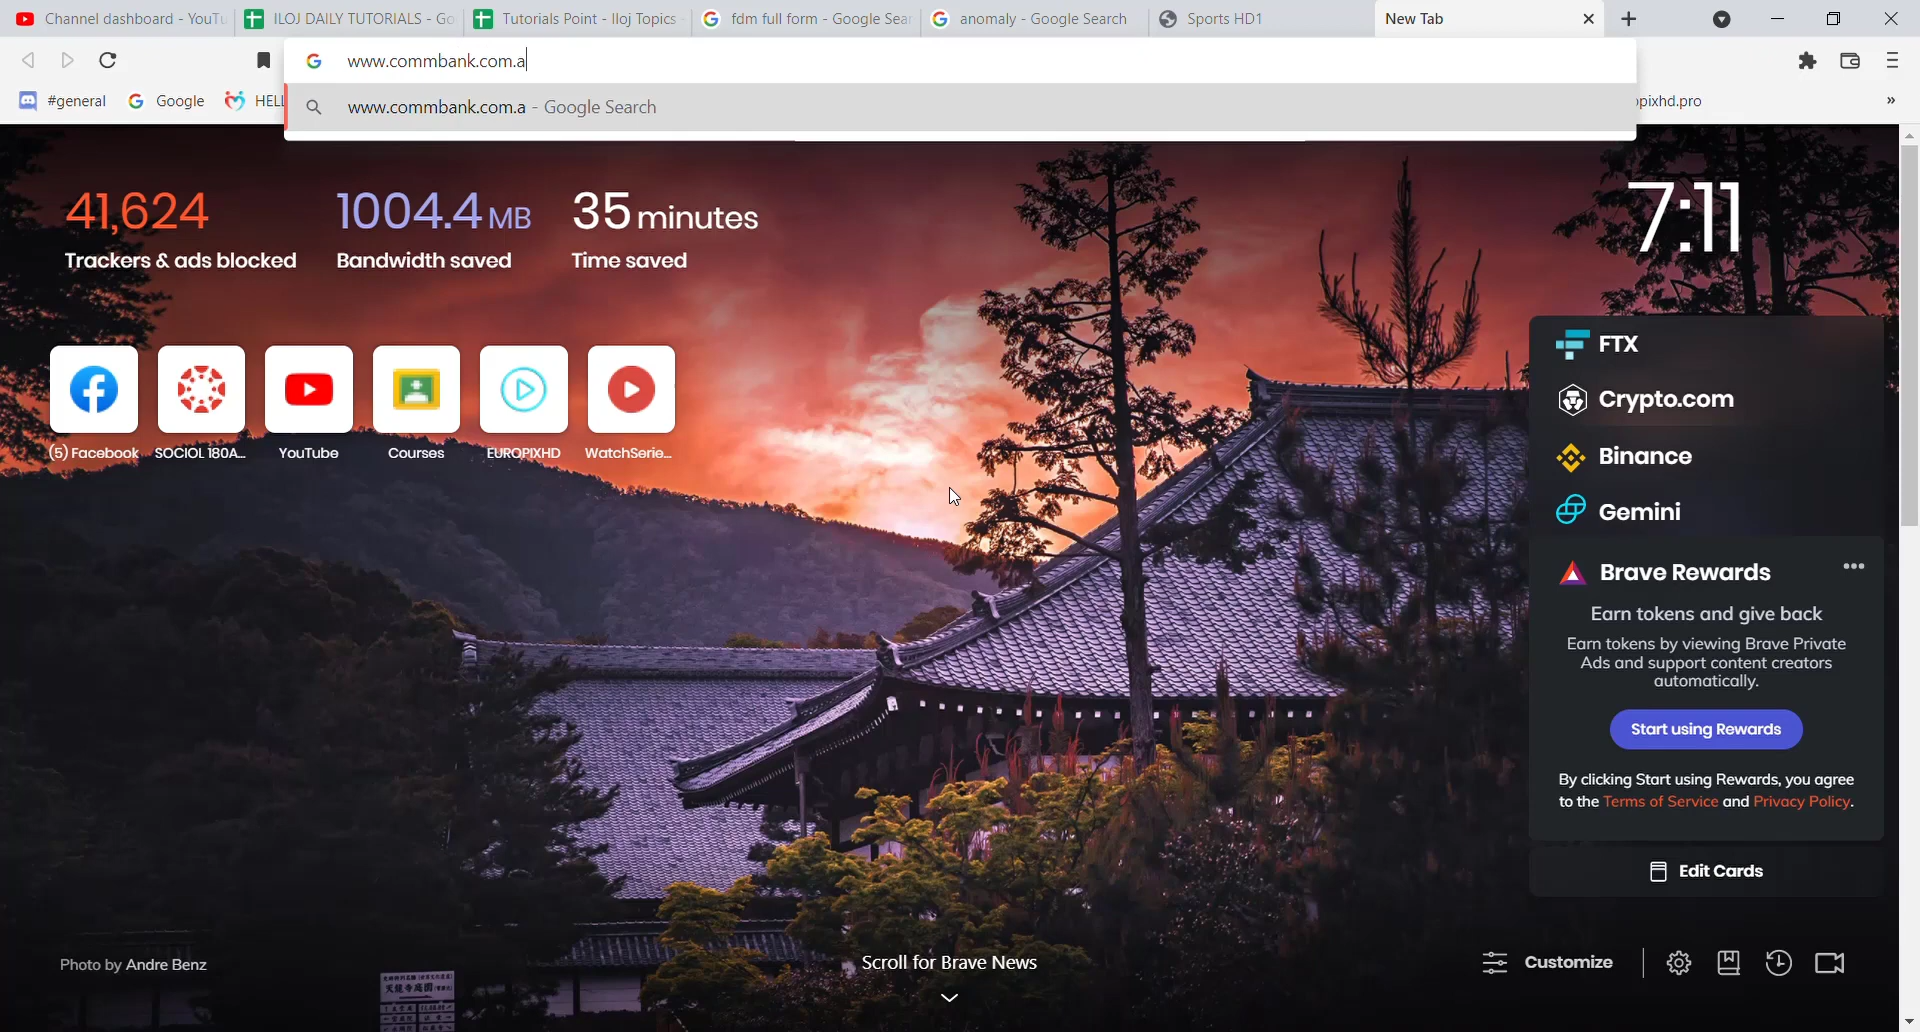 Channel dashboard - YouTu
ILOJ DAILY TUTORIALS - Go
Tutorials Point - Iloj Topics
fdm full form - Google Sear
anomaly - Google Search
Sports HD1
New Tab
www.commbank.com.a
#general
Google
HELL
www.commbank.com.a - Google Search
opixhd.pro
41,624
Trackers & ads blocked
1004.4 MB
Bandwidth saved
35 minutes
Time saved
7:11
(5) Facebook
SOCIOL 180A...
YouTube
Courses
EUROPIXHD
WatchSerie...
FTX
Crypto.com
Binance
Gemini
Brave Rewards
Earn tokens and give back
Earn tokens by viewing Brave Private
Ads and support content creators
automatically.
Start using Rewards
By clicking Start using Rewards, you agree
to the Terms of Service and Privacy Policy.
Edit Cards
Photo by Andre Benz
Scroll for Brave News
Customize